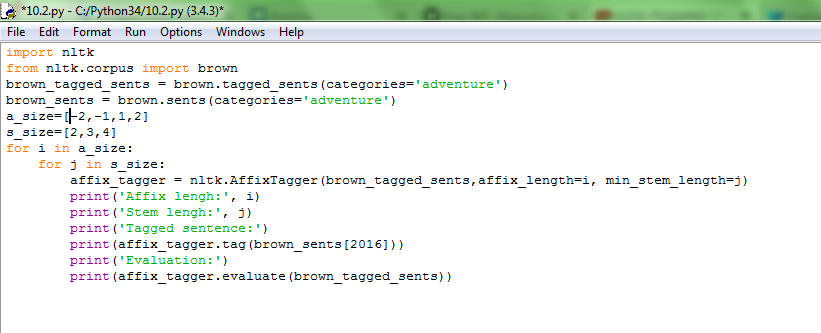 *10.2.py - C:/Python34/10.2.py (3.4.3)*
File Edit Format Run Options Windows Help
import nltk
from nltk.corpus import brown
brown_tagged_sents = brown.tagged_sents(categories='adventure')
brown_sents = brown.sents(categories='adventure')
a_size=[-2,-1,1,2]
s_size=[2,3,4]
for i in a_size:
    for j in s_size:
        affix_tagger = nltk.AffixTagger(brown_tagged_sents,affix_length=i, min_stem_length=j)
        print('Affix lengh:', i)
        print('Stem lengh:', j)
        print('Tagged sentence:')
        print(affix_tagger.tag(brown_sents[2016]))
        print('Evaluation:')
        print(affix_tagger.evaluate(brown_tagged_sents))